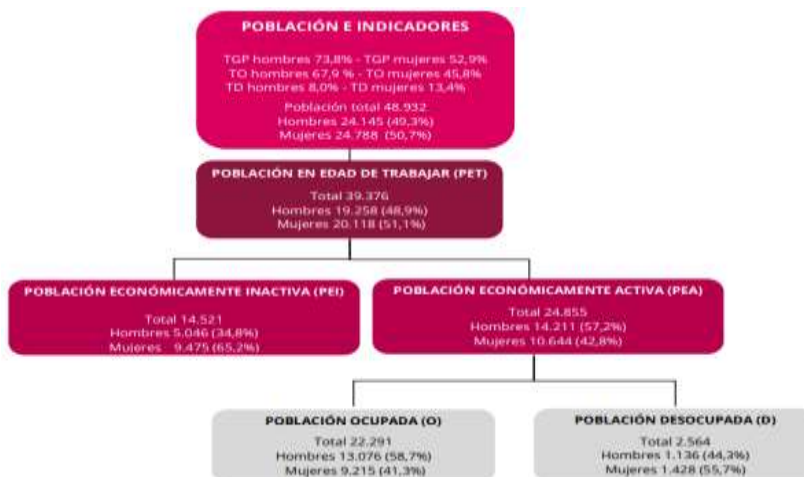 POBLACIÓN E INDICADORES
TGP hombres 73,8% - TGP mujeres 52,9%
TO hombres 67,9 % - TO mujeres 45,8%
TD hombres 8,0% - TD mujeres 13,4%
Población total 48.932
Hombres 24.145 (49,3%)
Mujeres 24.788 (50,7%)
POBLACIÓN EN EDAD DE TRABAJAR (PET)
Total 39.376
Hombres 19.258 (48,9%)
Mujeres 20.118 (51,1%)
POBLACIÓN ECONÓMICAMENTE INACTIVA (PEI)
Total 14.521
Hombres 5.046 (34,8%)
Mujeres 9.475 (65,2%)
POBLACIÓN ECONÓMICAMENTE ACTIVA (PEA)
Total 24.855
Hombres 14.211 (57,2%)
Mujeres 10.644 (42,8%)
POBLACIÓN OCUPADA (O)
Total 22.291
Hombres 13.076 (58,7%)
Mujeres 9.215 (41,3%)
POBLACIÓN DESOCUPADA (D)
Total 2.564
Hombres 1.136 (44,3%)
Mujeres 1.428 (55,7%)